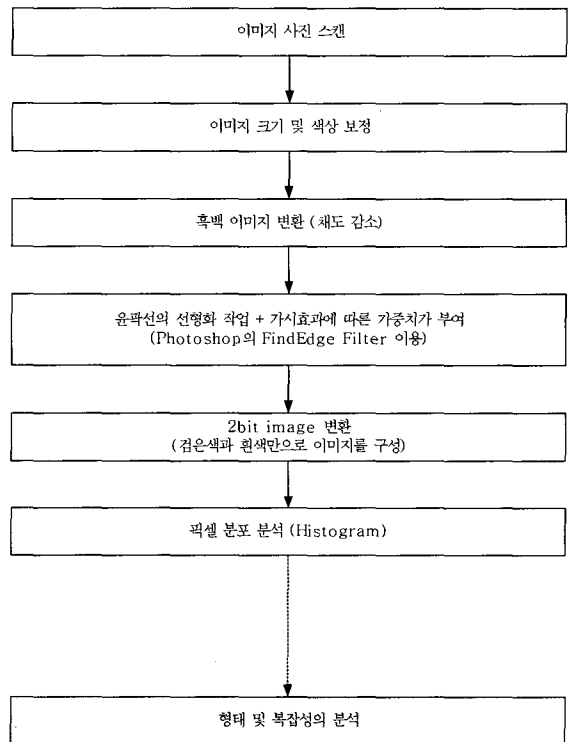 이미지 사진 스캔
이미지 크기 및 색상 보정
흑백 이미지 변환 (채도 감소)
윤곽선의 선형화 작업 + 가시효과에 따른 가중치가 부여
(Photoshop의 FindEdge Filter 이용)
2bit image 변환
(검은색과 흰색만으로 이미지를 구성)
픽셀 분포 분석 (Histogram)
형태 및 복잡성의 분석